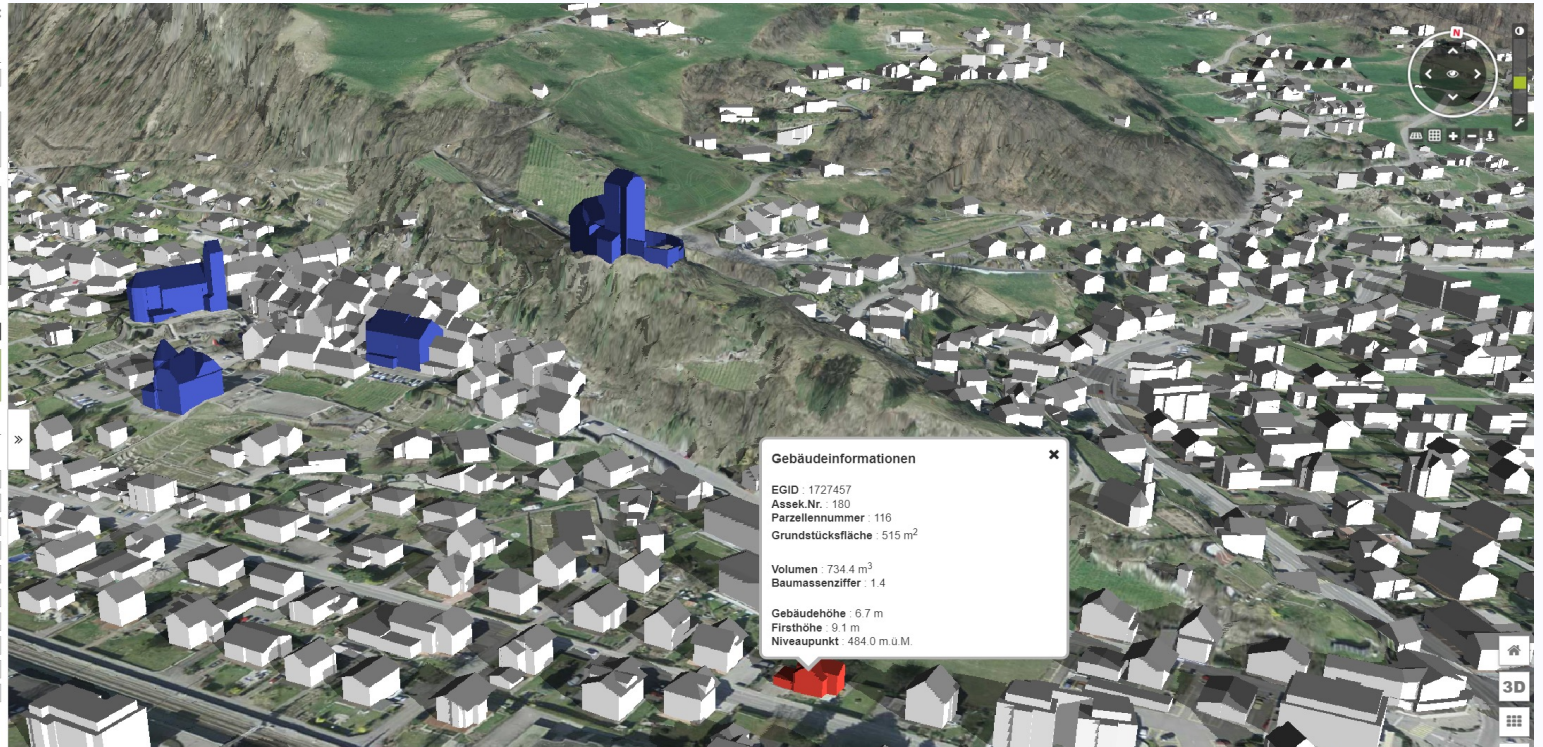 N
Gebäudeinformationen
EGID : 1727457
Assek.Nr. : 180
Parzellennummer : 116
Grundstücksfläche : 515 m²
Volumen : 734.4 m³
Baumassenziffer : 1.4
Gebäudehöhe : 6.7 m
Firsthöhe : 9.1 m
Niveaupunkt : 484.0 m.ü.M.
3D